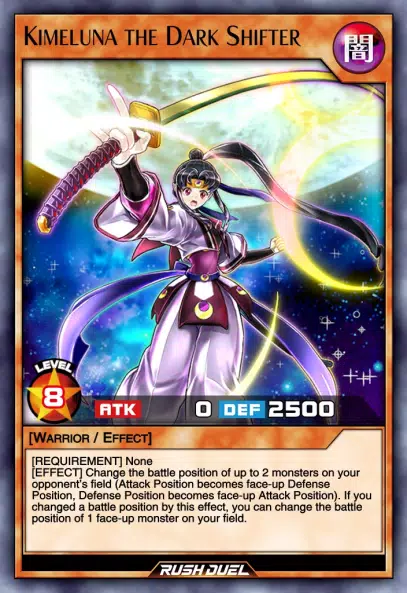 Kimeluna the Dark Shifter
闇
LEVEL
8
ATK 0 DEF 2500
[Warrior / Effect]
[REQUIREMENT] None
[EFFECT] Change the battle position of up to 2 monsters on your
opponent's field (Attack Position becomes face-up Defense
Position, Defense Position becomes face-up Attack Position). If you
changed a battle position by this effect, you can change the battle
position of 1 face-up monster on your field.
RUSH DUEL